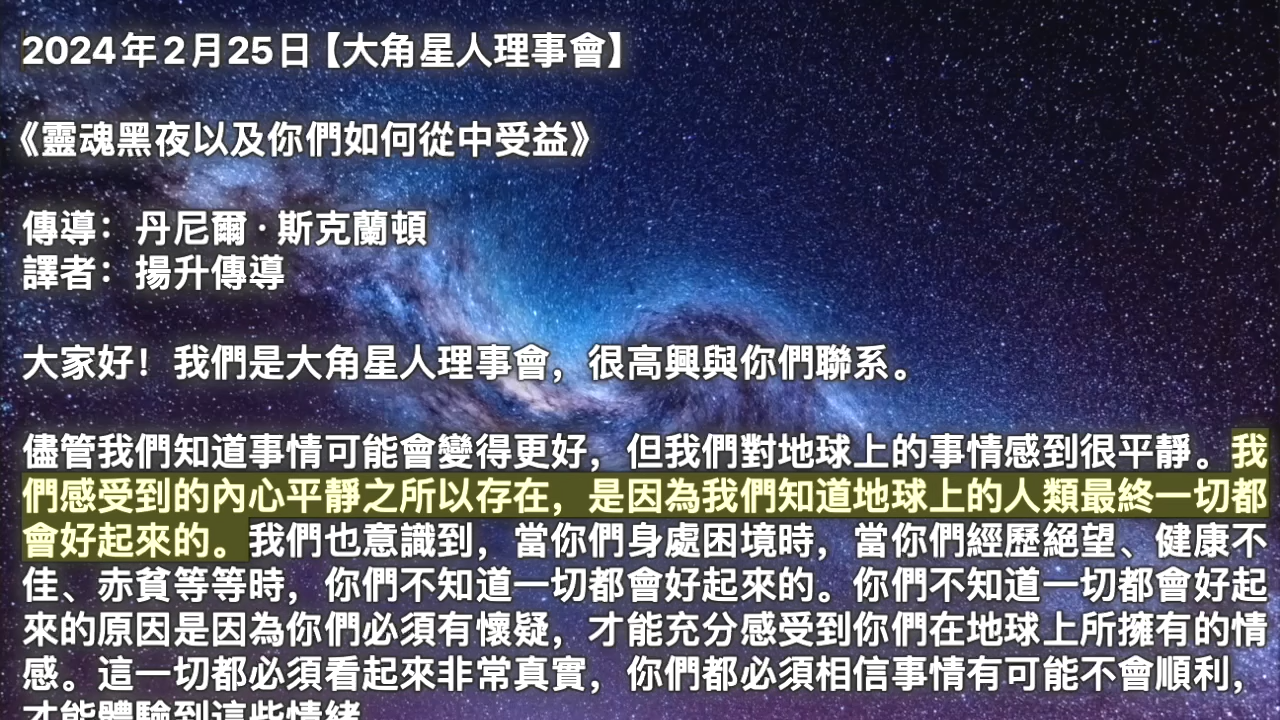 2024年2月25日【大角星人理事會】
《靈魂黑夜以及你們如何從中受益》
傳導：丹尼爾·斯克蘭頓
譯者：揚升傳導
大家好！我們是大角星人理事會，很高興與你們聯系。
儘管我們知道事情可能會變得更好，但我們對地球上的事情感到很平靜。我
們感受到的內心平靜之所以存在，是因為我們知道地球上的人類最終一切都
會好起來的。我們也意識到，當你們身處困境時，當你們經歷絕望、健康不
佳、赤貧等等時，你們不知道一切都會好起來的。你們不知道一切都會好起
來的原因是因為你們必須有懷疑，才能充分感受到你們在地球上所擁有的情
感。這一切都必須看起來非常真實，你們都必須相信事情有可能不會順利，
才能體驗到這些情緒